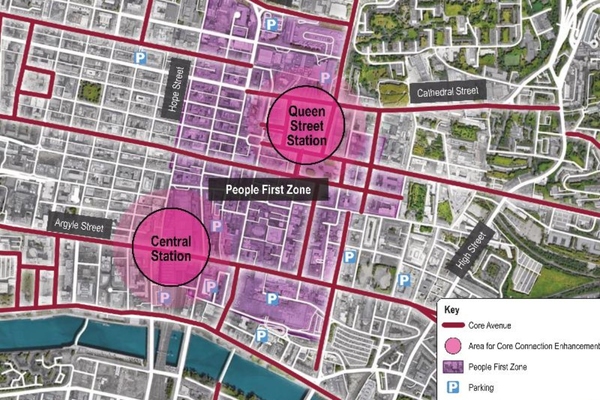 P
P
P
Hope Street
Cathedral Street
Queen
Street
Station
People First Zone
Argyle Street
P
Central
Station
High Street
P
P
P
P
P
P
Key
Core Avenue
Area for Core Connection Enhancement
People First Zone
P Parking